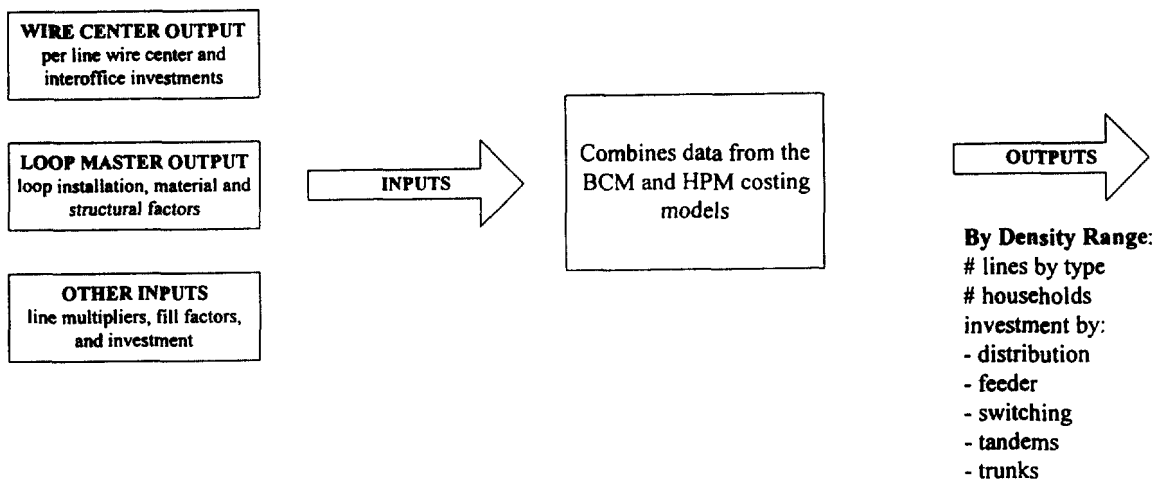 WIRE CENTER OUTPUT
per line wire center and
interoffice investments
LOOP MASTER OUTPUT
loop installation, material and
structural factors
OTHER INPUTS
line multipliers, fill factors,
and investment
INPUTS
Combines data from the
BCM and HPM costing
models
OUTPUTS
By Density Range:
# lines by type
# households
investment by:
- distribution
- feeder
- switching
- tandems
- trunks